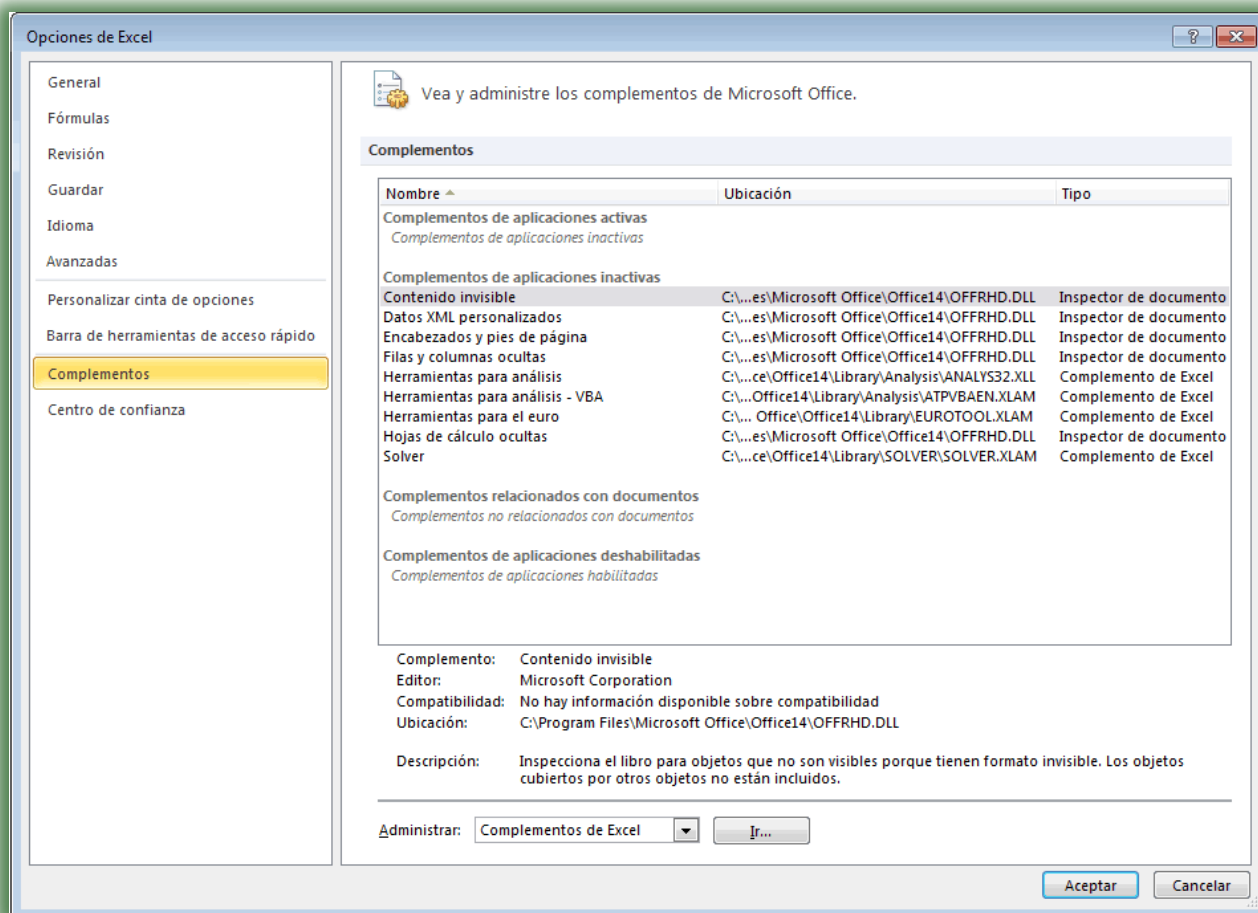 Opciones de Excel
General
Fórmulas
Revisión
Guardar
Idioma
Avanzadas
Personalizar cinta de opciones
Barra de herramientas de acceso rápido
Complementos
Centro de confianza
Vea y administre los complementos de Microsoft Office.
Complementos
Nombre Ubicación Tipo
Complementos de aplicaciones activas
Complementos de aplicaciones inactivas
Complementos de aplicaciones inactivas
Contenido invisible C:\...es\Microsoft Office\Office14\OFFRHD.DLL Inspector de documento
Datos XML personalizados C:\...es\Microsoft Office\Office14\OFFRHD.DLL Inspector de documento
Encabezados y pies de página C:\...es\Microsoft Office\Office14\OFFRHD.DLL Inspector de documento
Filas y columnas ocultas C:\...es\Microsoft Office\Office14\OFFRHD.DLL Inspector de documento
Herramientas para análisis C:\...ce\Office14\Library\Analysis\ANALYS32.XLL Complemento de Excel
Herramientas para análisis - VBA C:\...Office14\Library\Analysis\ATPVBAEN.XLAM Complemento de Excel
Herramientas para el euro C:\... Office\Office14\Library\EUROTOOL.XLAM Complemento de Excel
Hojas de cálculo ocultas C:\...es\Microsoft Office\Office14\OFFRHD.DLL Inspector de documento
Solver C:\...ce\Office14\Library\SOLVER\SOLVER.XLAM Complemento de Excel
Complementos relacionados con documentos
Complementos no relacionados con documentos
Complementos de aplicaciones deshabilitadas
Complementos de aplicaciones habilitadas
Complemento: Contenido invisible
Editor: Microsoft Corporation
Compatibilidad: No hay información disponible sobre compatibilidad
Ubicación: C:\Program Files\Microsoft Office\Office14\OFFRHD.DLL
Descripción: Inspecciona el libro para objetos que no son visibles porque tienen formato invisible. Los objetos
cubiertos por otros objetos no están incluidos.
Administrar: Complementos de Excel Ir...
Aceptar Cancelar